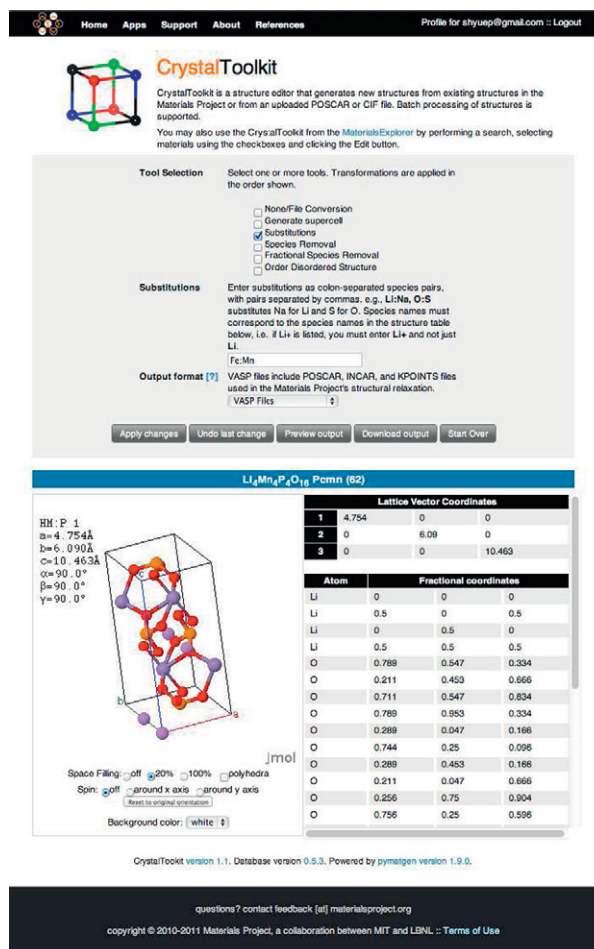 Home Apps Support About References Profile for shyuep@gmail.com :: Logout
CrystalToolkit
CrystalToolkit is a structure editor that generates new structures from existing structures in the
Materials Project or from an uploaded POSCAR or CIF file. Batch processing of structures is
supported.
You may also use the CrystalToolkit from the MaterialsExplorer by performing a search, selecting
materials using the checkboxes and clicking the Edit button.
Tool Selection Select one or more tools. Transformations are applied in
the order shown.
None/File Conversion
Generate supercell
Substitutions
Species Removal
Fractional Species Removal
Order Disordered Structure
Substitutions Enter substitutions as colon-separated species pairs,
with pairs separated by commas. e.g., Li:Na, O:S
substitutes Na for Li and S for O. Species names must
correspond to the species names in the structure table
below, i.e. if Li+ is listed, you must enter Li+ and not just
Li.
Fe:Mn
Output format [?] VASP files include POSCAR, INCAR, and KPOINTS files
used in the Materials Project's structural relaxation.
VASP Files
Apply changes Undo last change Preview output Download output Start Over
Li4Mn4P4O16 Pcmn (62)
HM:P 1
a=4.754Å
b=6.090Å
c=10.463Å
α=90.0°
β=90.0°
γ=90.0°
c
b
a
jmol
Space Filling: off 20% 100% polyhedra
Spin: off around x axis around y axis
Reset to original orientation
Background color: white
Lattice Vector Coordinates
1 4.754 0 0
2 0 6.09 0
3 0 0 10.463
Atom Fractional coordinates
Li 0 0 0
Li 0.5 0 0.5
Li 0 0.5 0
Li 0.5 0.5 0.5
O 0.789 0.547 0.334
O 0.211 0.453 0.666
O 0.711 0.547 0.834
O 0.789 0.953 0.334
O 0.289 0.047 0.166
O 0.744 0.25 0.096
O 0.289 0.453 0.166
O 0.211 0.047 0.666
O 0.256 0.75 0.904
O 0.756 0.25 0.596
CrystalTookit version 1.1. Database version 0.5.3. Powered by pymatgen version 1.9.0.
questions? contact feedback [at] materialsproject.org
copyright © 2010-2011 Materials Project, a collaboration between MIT and LBNL :: Terms of Use